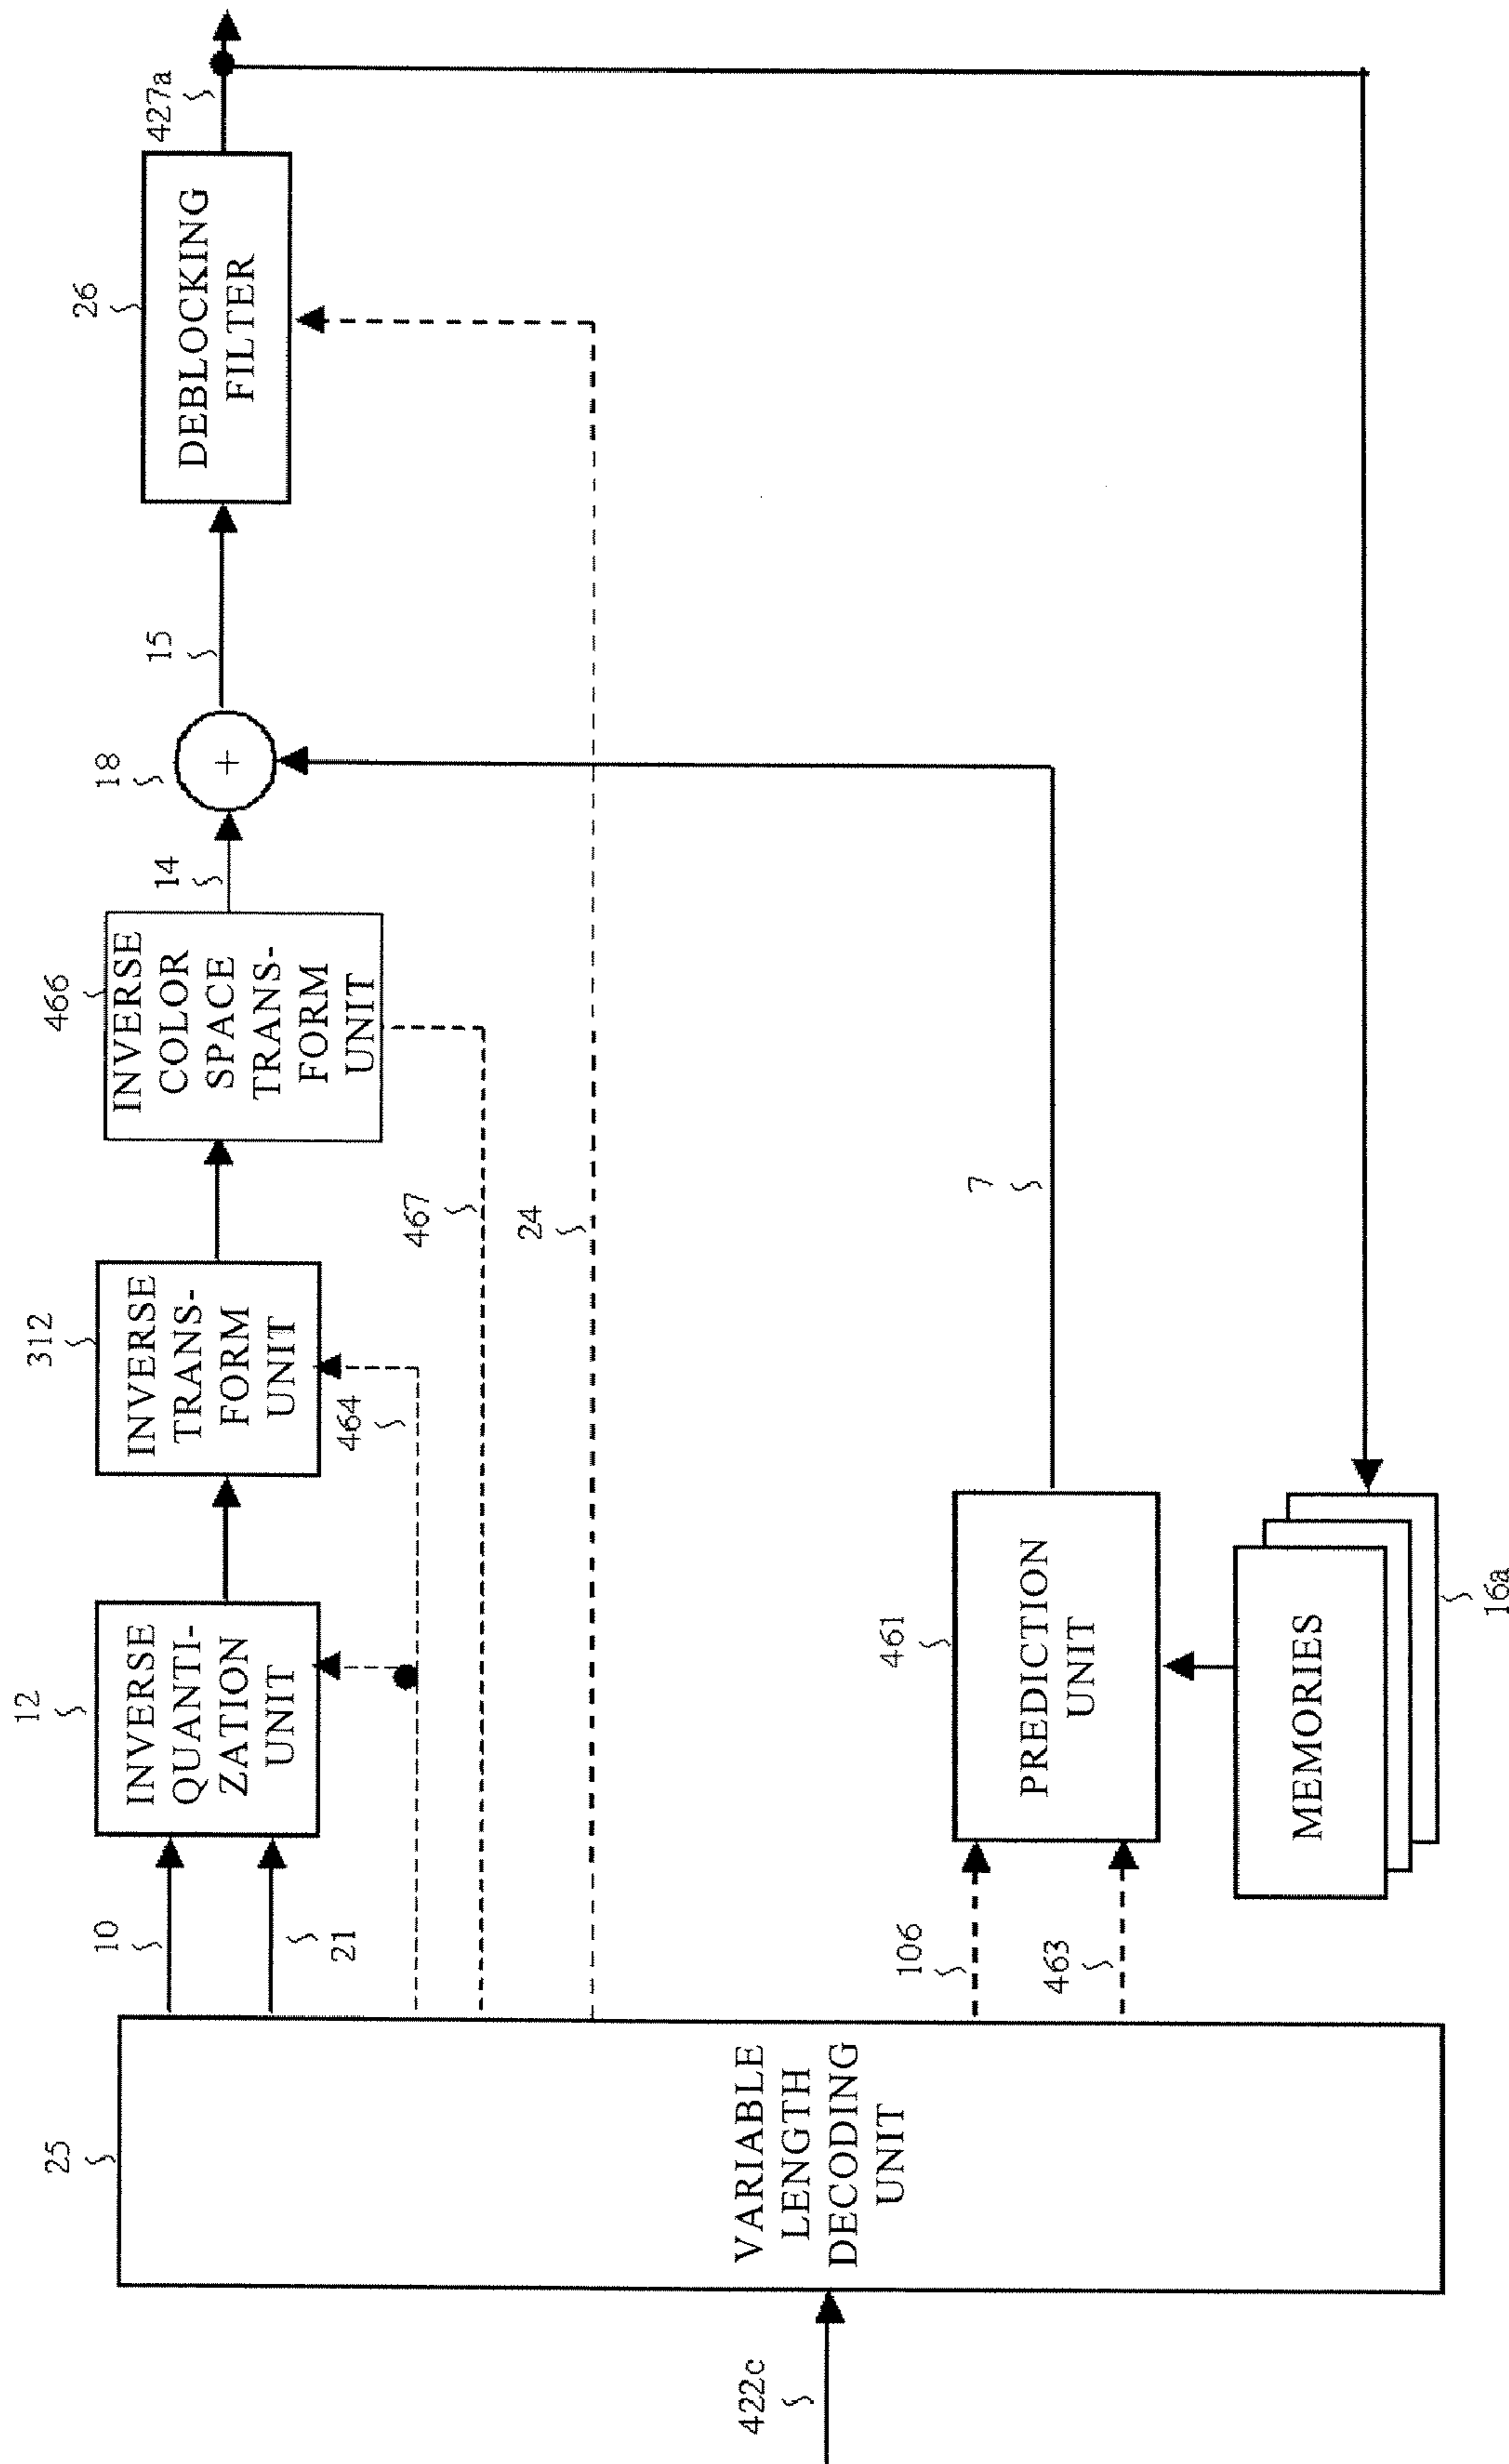 422c
25
VARIABLE
LENGTH
DECODING
UNIT
10
21
12
INVERSE
QUANTI-
ZATION
UNIT
312
INVERSE
TRANS-
FORM
UNIT
464
466
INVERSE
COLOR
SPACE
TRANS-
FORM
UNIT
467
24
14
18
+
15
26
DEBLOCKING
FILTER
427a
106
463
461
PREDICTION
UNIT
7
MEMORIES
16a